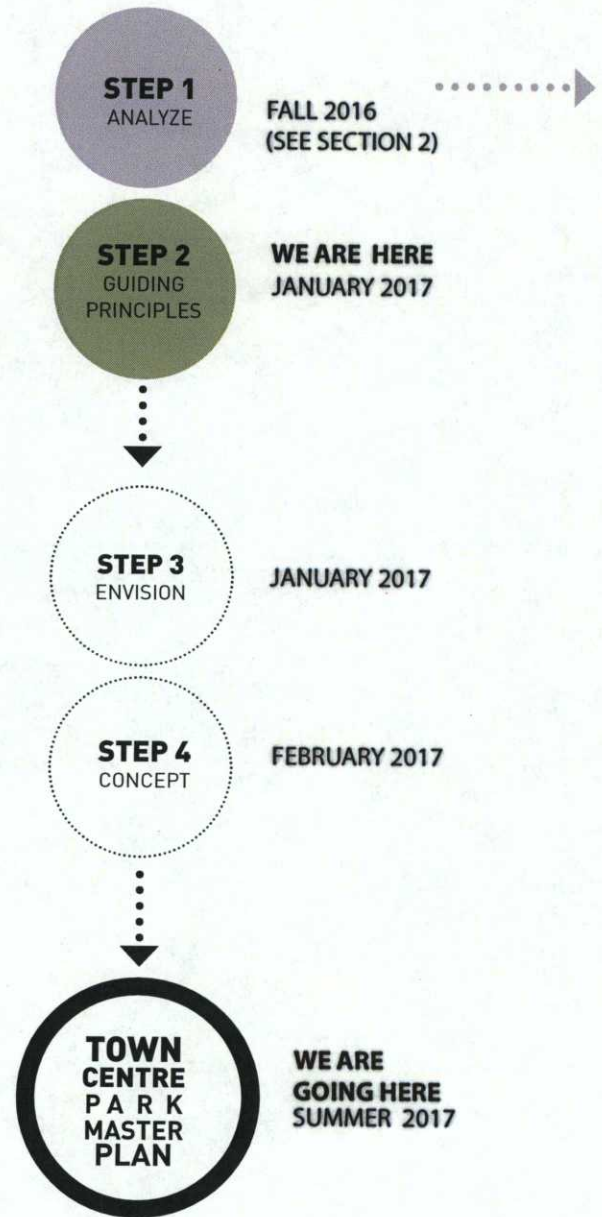 STEP 1
ANALYZE
FALL 2016
(SEE SECTION 2)
STEP 2
GUIDING
PRINCIPLES
WE ARE HERE
JANUARY 2017
STEP 3
ENVISION
JANUARY 2017
STEP 4
CONCEPT
FEBRUARY 2017
TOWN
CENTRE
PARK
MASTER
PLAN
WE ARE
GOING HERE
SUMMER 2017